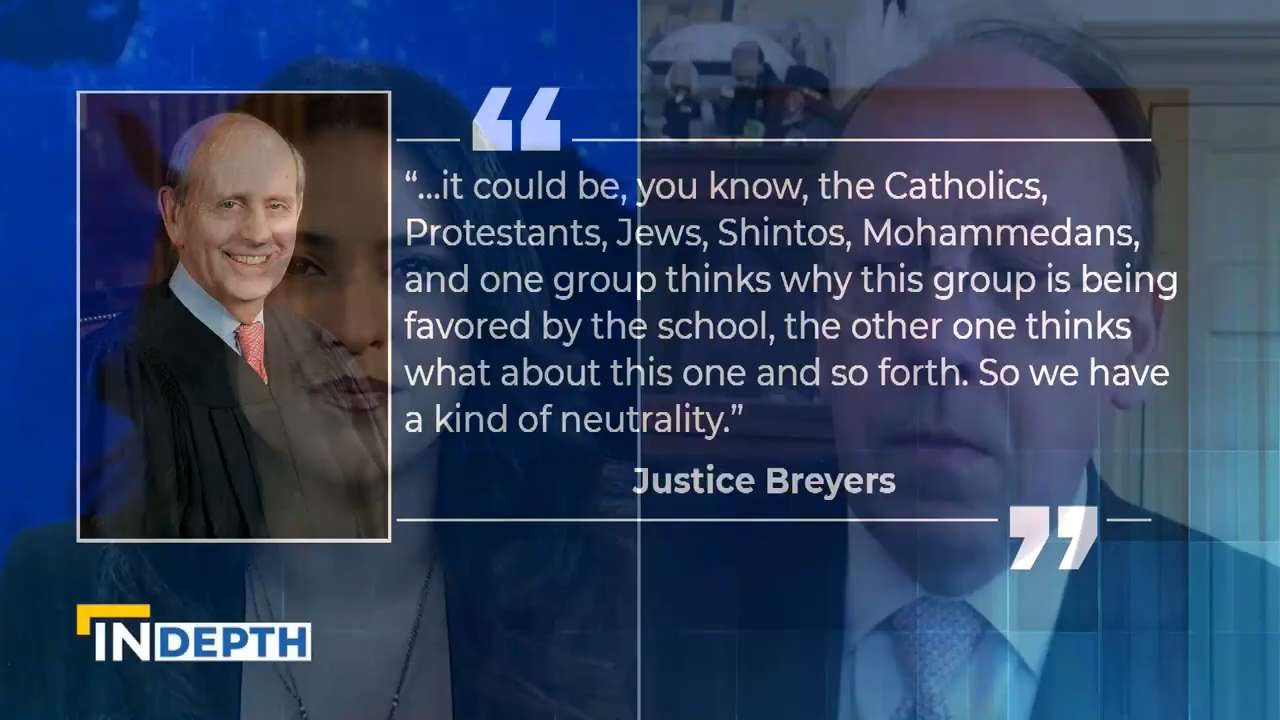 “...it could be, you know, the Catholics,
Protestants, Jews, Shintos, Mohammedans,
and one group thinks why this group is being
favored by the school, the other one thinks
what about this one and so forth. So we have
a kind of neutrality.”
Justice Breyers
INDEPTH